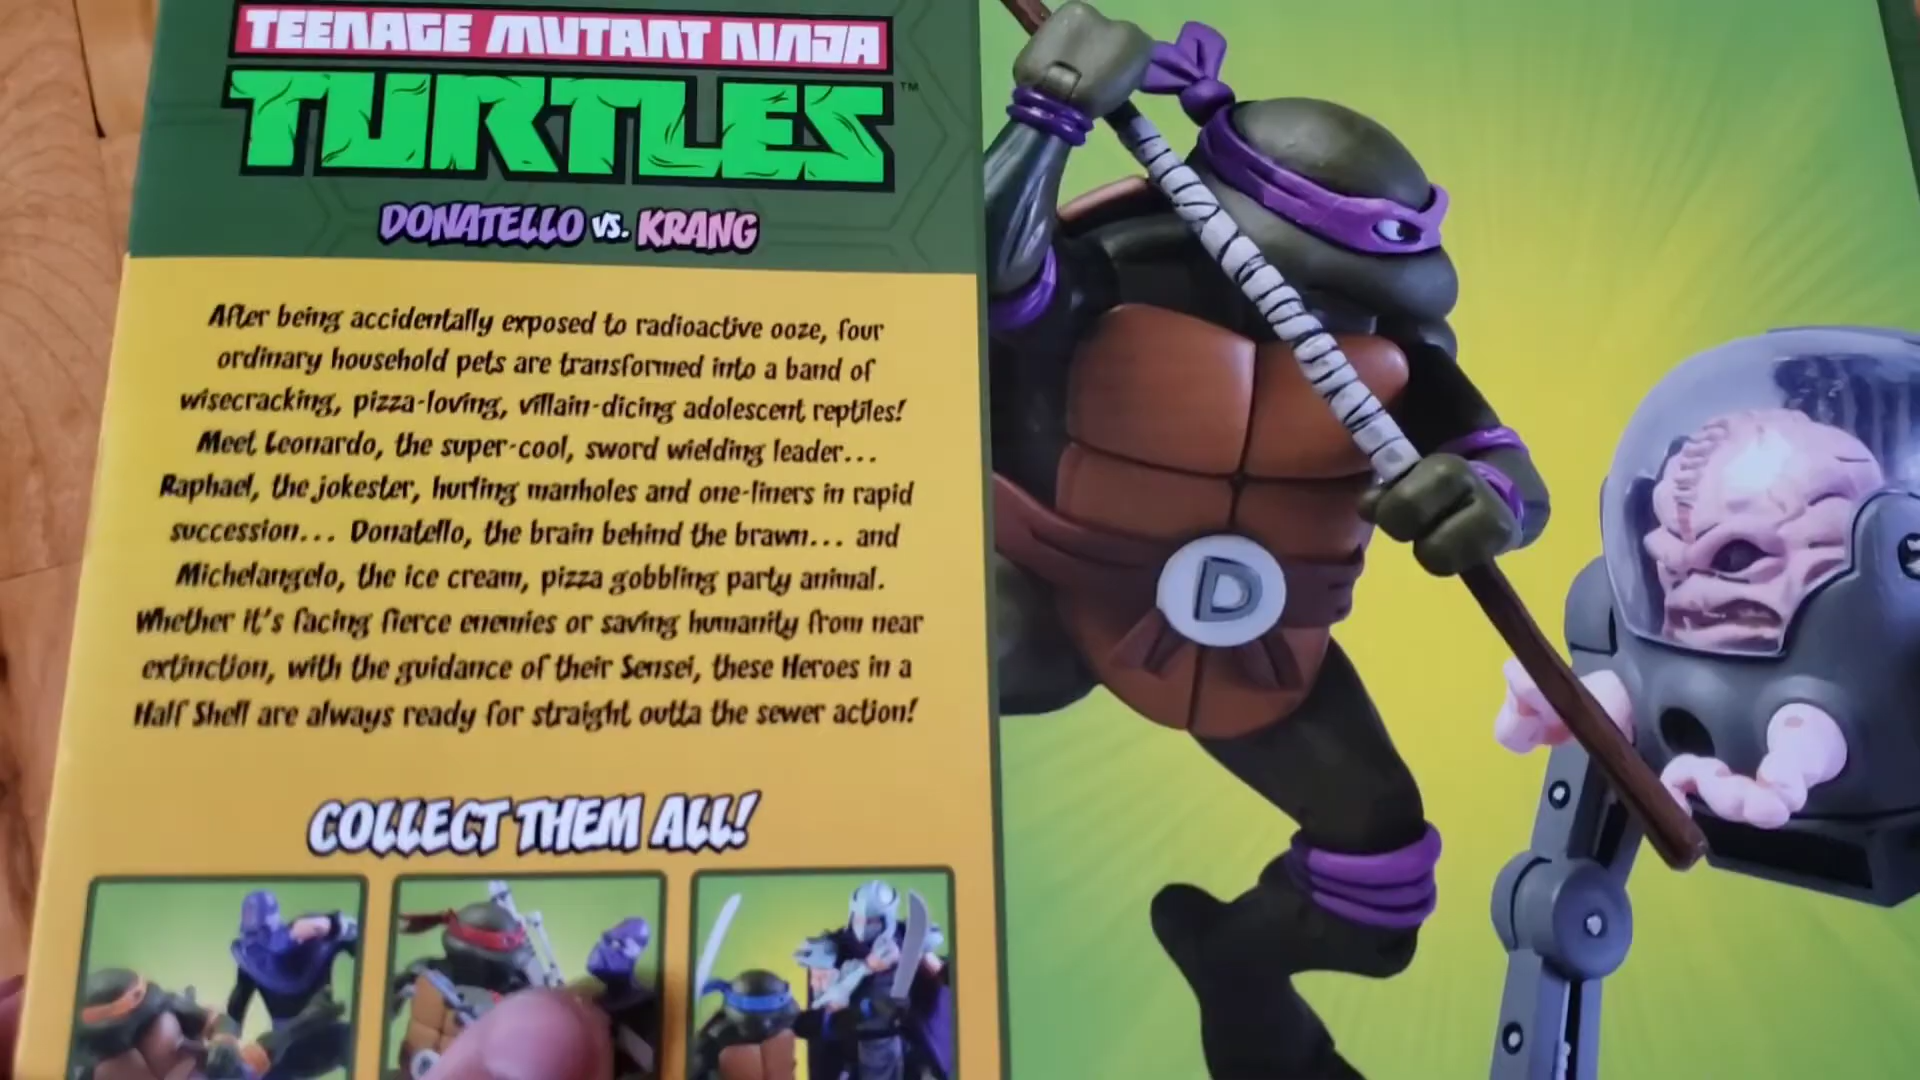 TEENAGE MUTANT NINJA
TURTLES™
DONATELLO VS. KRANG
After being accidentally exposed to radioactive ooze, four
ordinary household pets are transformed into a band of
wisecracking, pizza-loving, villain-dicing adolescent reptiles!
Meet Leonardo, the super-cool, sword wielding leader...
Raphael, the jokester, hurling manholes and one-liners in rapid
succession... Donatello, the brain behind the brawn... and
Michelangelo, the ice cream, pizza gobbling party animal.
Whether it's facing fierce enemies or saving humanity from near
extinction, with the guidance of their Sensei, these Heroes in a
Half Shell are always ready for straight outta the sewer action!
COLLECT THEM ALL!
D